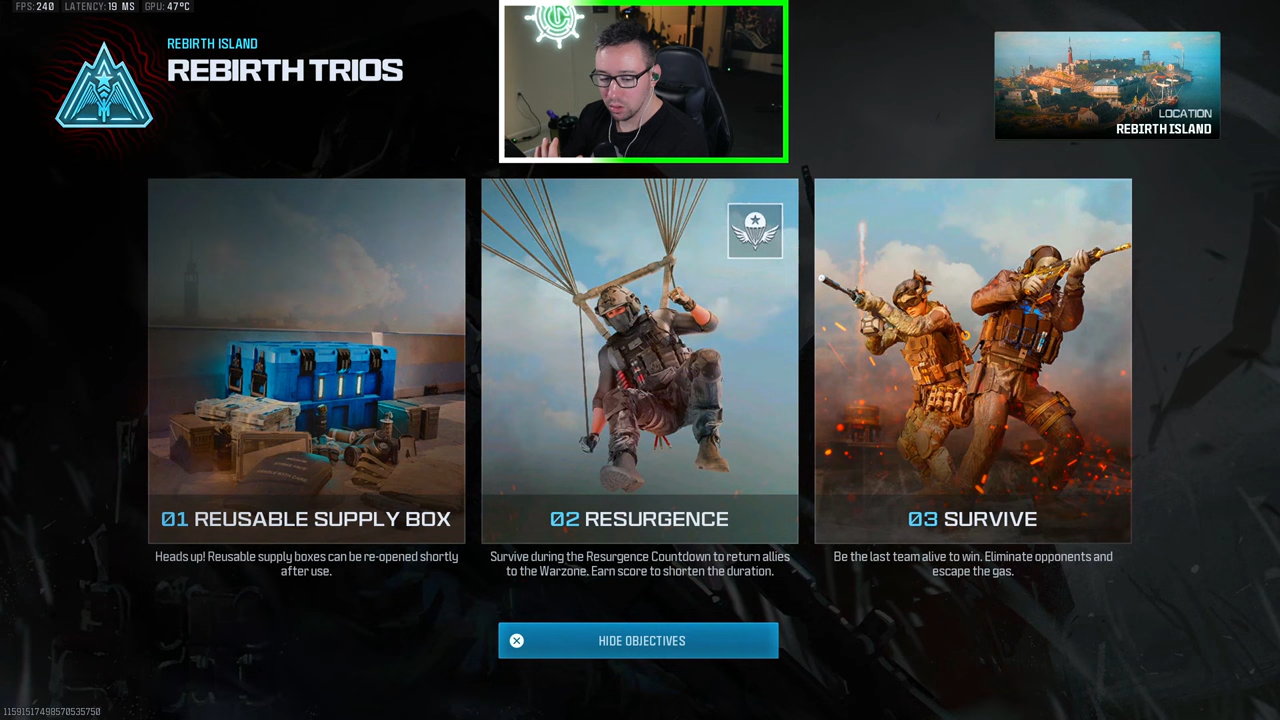 FPS: 240 LATENCY: 19 MS GPU: 47°C
REBIRTH ISLAND
REBIRTH TRIOS
LOCATION
REBIRTH ISLAND
01 REUSABLE SUPPLY BOX
Heads up! Reusable supply boxes can be re-opened shortly
after use.
02 RESURGENCE
Survive during the Resurgence Countdown to return allies
to the Warzone. Earn score to shorten the duration.
03 SURVIVE
Be the last team alive to win. Eliminate opponents and
escape the gas.
HIDE OBJECTIVES
11591517498570535750